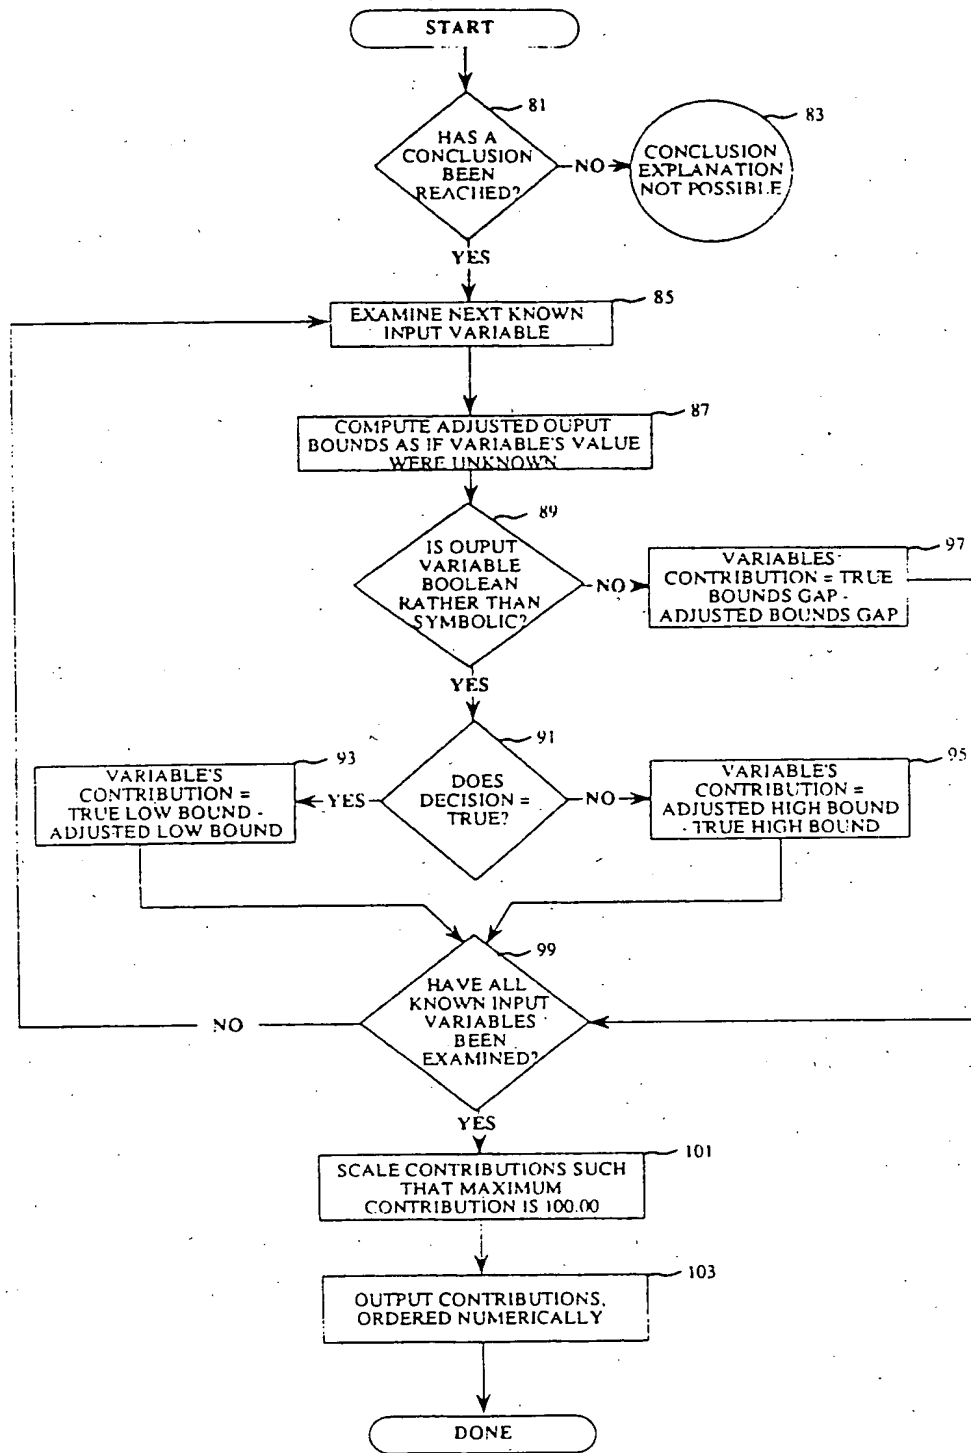 START
81
HAS A
CONCLUSION
BEEN
REACHED?
NO
83
CONCLUSION
EXPLANATION
NOT POSSIBLE
YES
85
EXAMINE NEXT KNOWN
INPUT VARIABLE
87
COMPUTE ADJUSTED OUPUT
BOUNDS AS IF VARIABLE'S VALUE
WERE UNKNOWN
89
IS OUPUT
VARIABLE
BOOLEAN
RATHER THAN
SYMBOLIC?
NO
97
VARIABLES
CONTRIBUTION = TRUE
BOUNDS GAP -
ADJUSTED BOUNDS GAP
YES
91
DOES
DECISION =
TRUE?
YES
93
VARIABLE'S
CONTRIBUTION =
TRUE LOW BOUND -
ADJUSTED LOW BOUND
NO
95
VARIABLE'S
CONTRIBUTION =
ADJUSTED HIGH BOUND
- TRUE HIGH BOUND
99
HAVE ALL
KNOWN INPUT
VARIABLES
BEEN
EXAMINED?
NO
YES
101
SCALE CONTRIBUTIONS SUCH
THAT MAXIMUM
CONTRIBUTION IS 100.00
103
OUTPUT CONTRIBUTIONS,
ORDERED NUMERICALLY
DONE